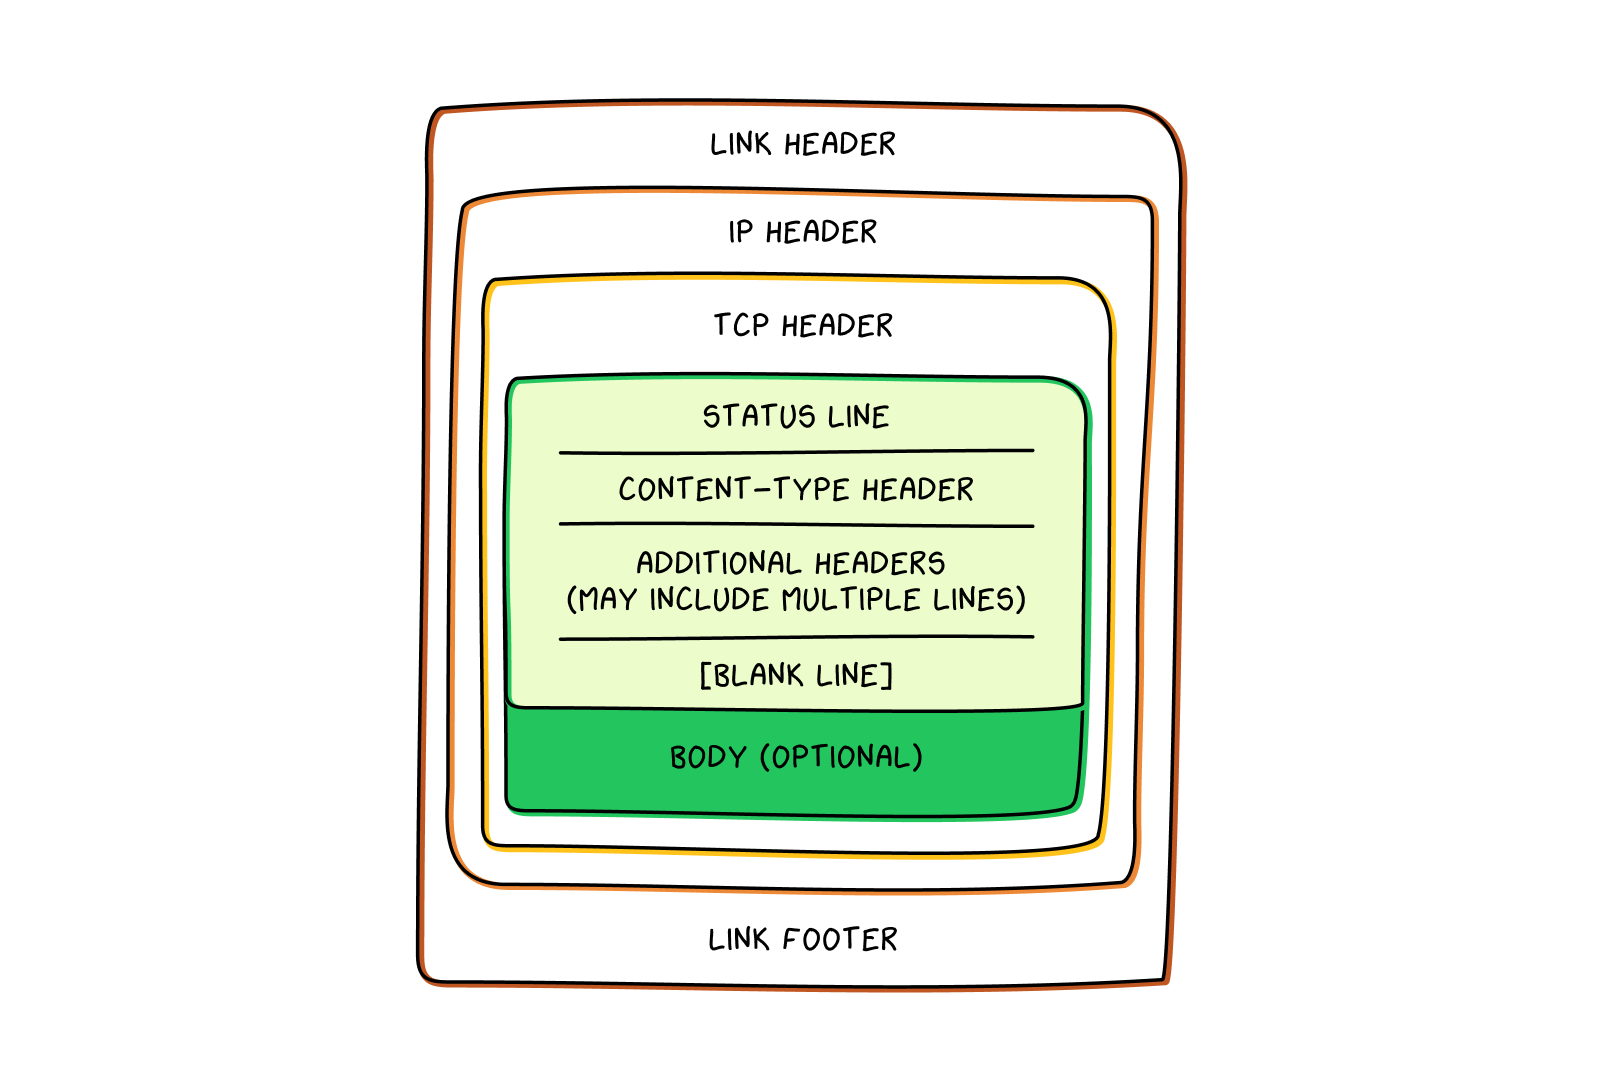 LINK HEADER
IP HEADER
TCP HEADER
STATUS LINE
CONTENT-TYPE HEADER
ADDITIONAL HEADERS
(MAY INCLUDE MULTIPLE LINES)
[BLANK LINE]
BODY (OPTIONAL)
LINK FOOTER